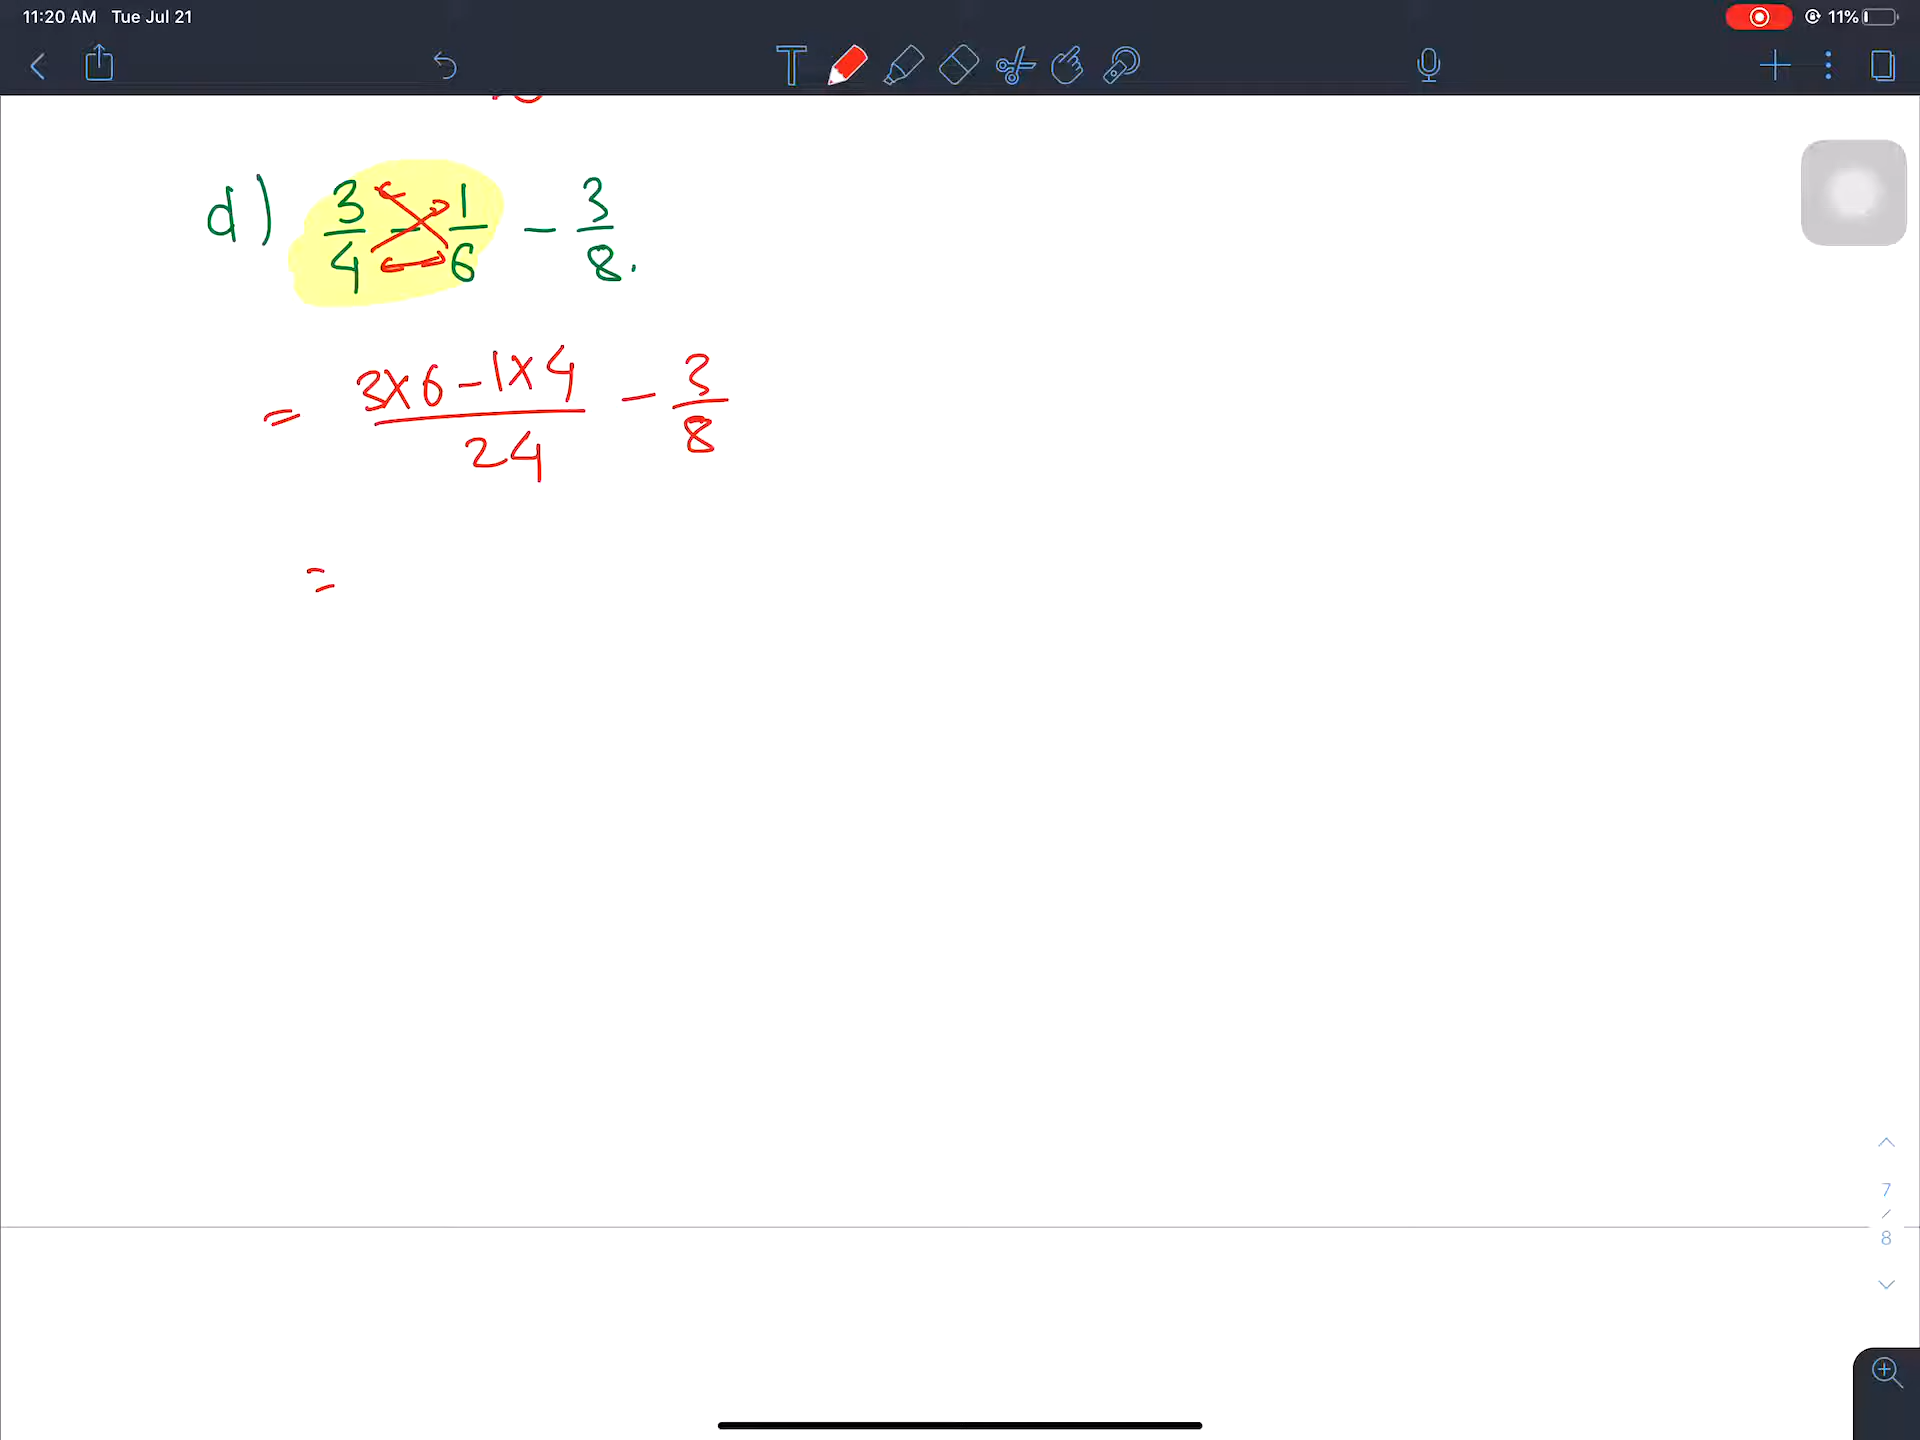 11:20 AM Tue Jul 21
11%
T
d) 3/4 - 1/6 - 3/8.
= (3x6-1x4)/24 - 3/8
=
7
/
8